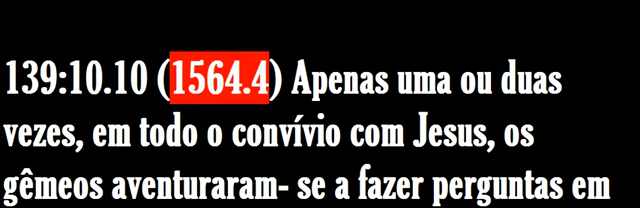 139:10.10 (1564.4) Apenas uma ou duas
vezes, em todo o convívio com Jesus, os
gêmeos aventuraram- se a fazer perguntas em